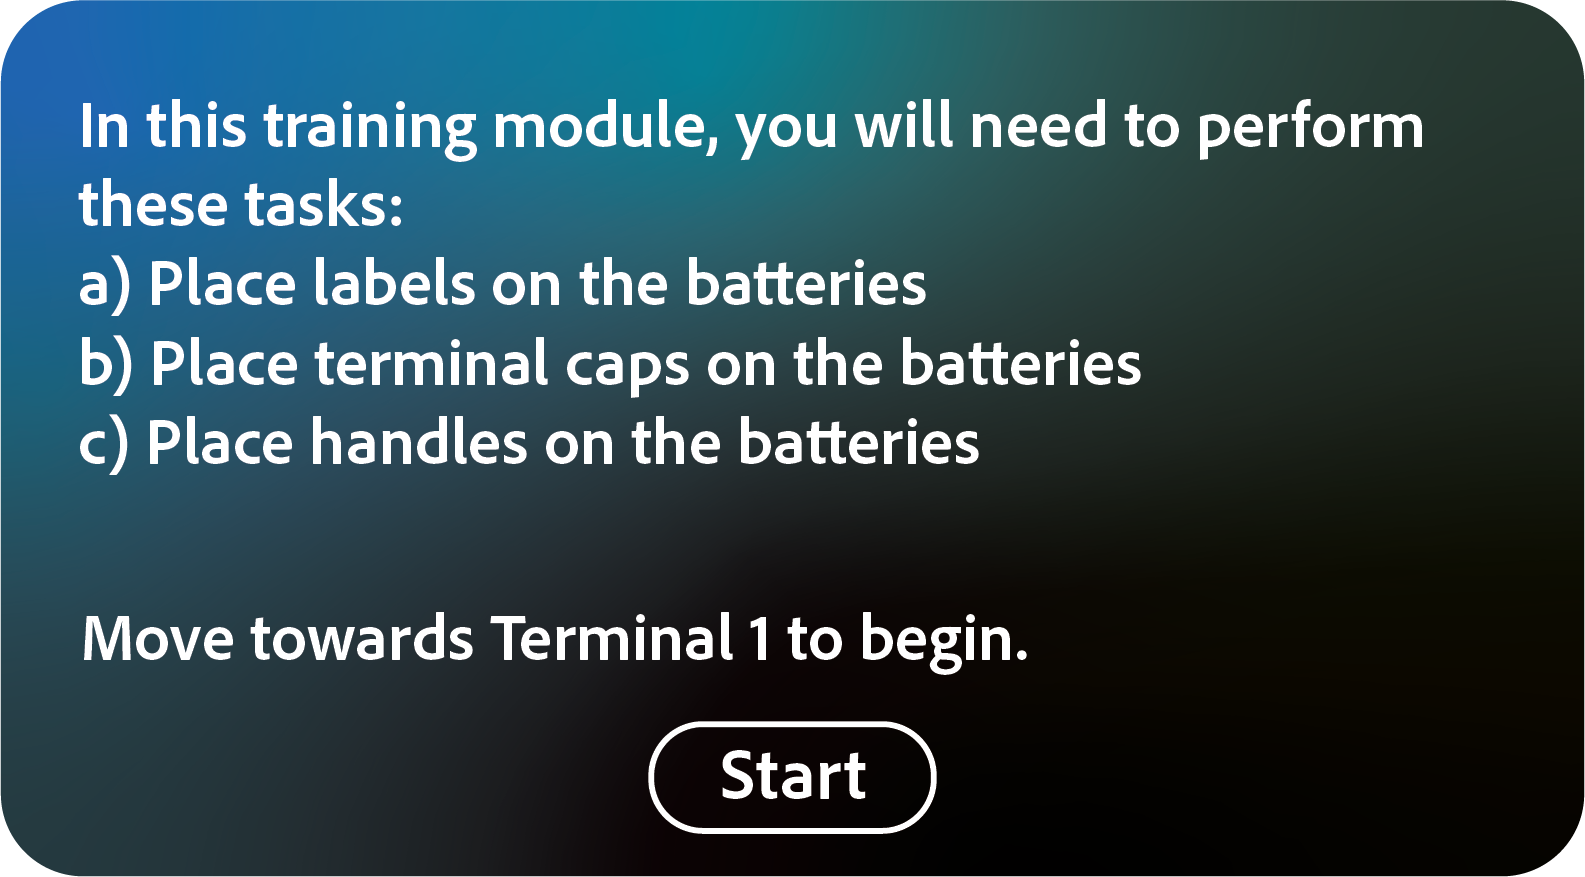 In this training module, you will need to perform
these tasks:
a) Place labels on the batteries
b) Place terminal caps on the batteries
c) Place handles on the batteries
Move towards Terminal 1 to begin.
Start